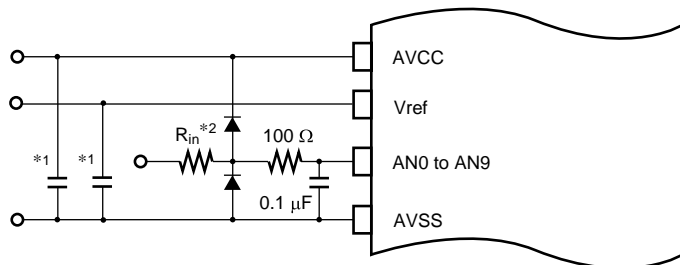 AVCC
Vref
*1
*1
Rin*2
100 Ω
AN0 to AN9
0.1 μF
AVSS